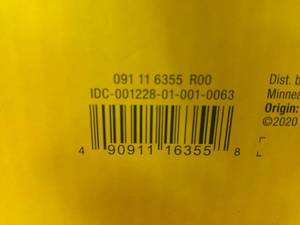 091 11 6355 R00
IDC-001228-01-001-0063
4 90911 16355 8
Dist. b
Minnea
Origin:
©2020